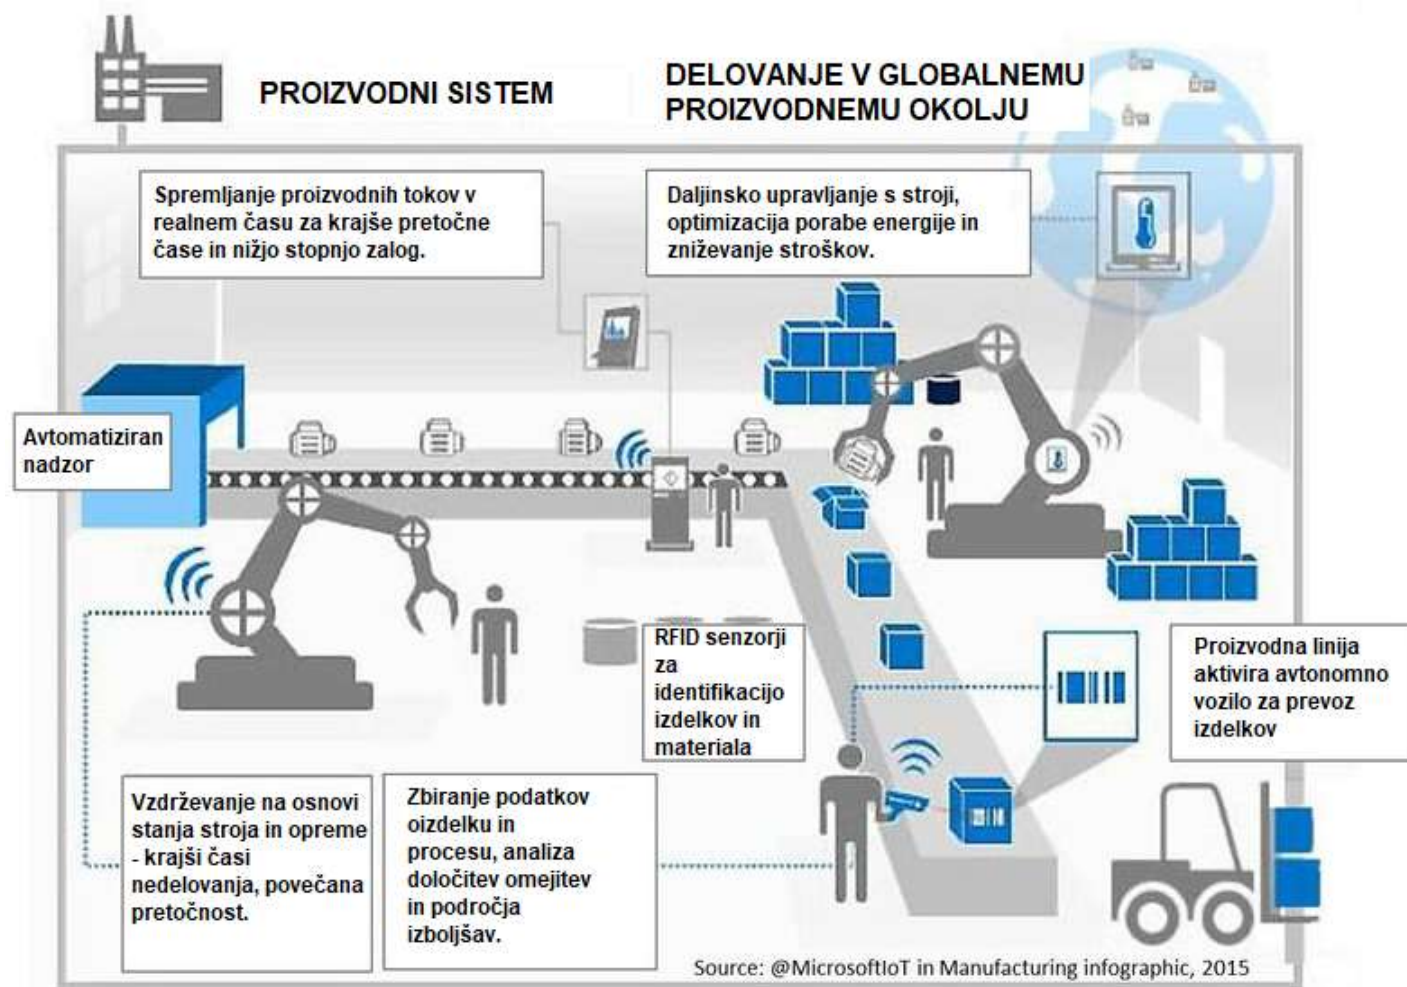 PROIZVODNI SISTEM
DELOVANJE V GLOBALNEMU
PROIZVODNEMU OKOLJU
Spremljanje proizvodnih tokov v
realnem času za krajše pretočne
čase in nižjo stopnjo zalog.
Daljinsko upravljanje s stroji,
optimizacija porabe energije in
zniževanje stroškov.
Avtomatiziran
nadzor
RFID senzorji
za
identifikacijo
izdelkov in
materiala
Proizvodna linija
aktivira avtonomno
vozilo za prevoz
izdelkov
Vzdrževanje na osnovi
stanja stroja in opreme
- krajši časi
nedelovanja, povečana
pretočnost.
Zbiranje podatkov
oizdelku in
procesu, analiza
določitev omejitev
in področja
izboljšav.
Source: @MicrosoftIoT in Manufacturing infographic, 2015